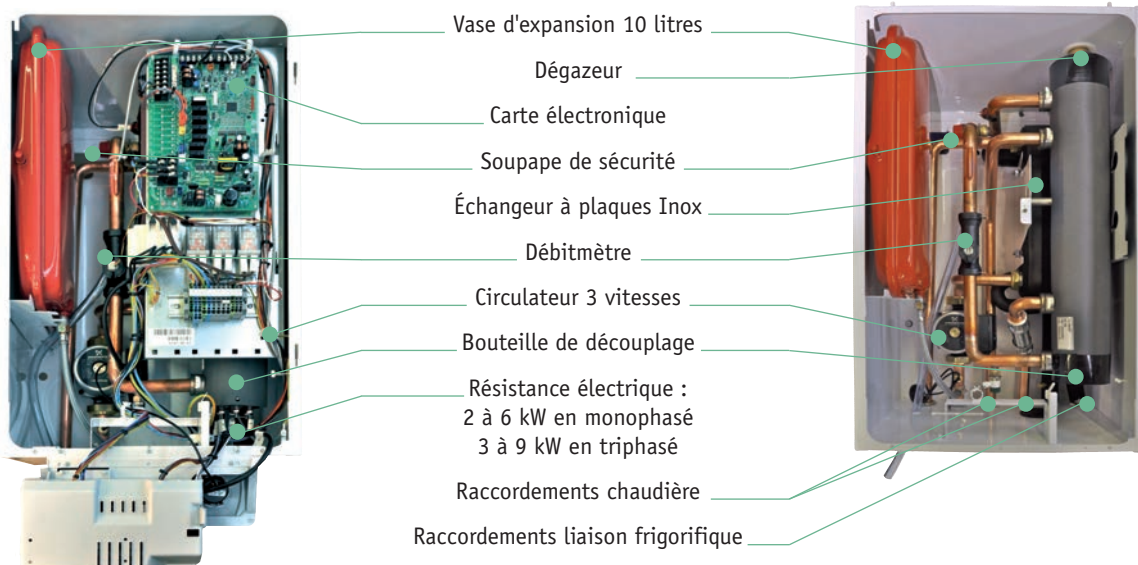 Vase d'expansion 10 litres
Dégazeur
Carte électronique
Soupape de sécurité
Échangeur à plaques Inox
Débitmètre
Circulateur 3 vitesses
Bouteille de découplage
Résistance électrique :
2 à 6 kW en monophasé
3 à 9 kW en triphasé
Raccordements chaudière
Raccordements liaison frigorifique